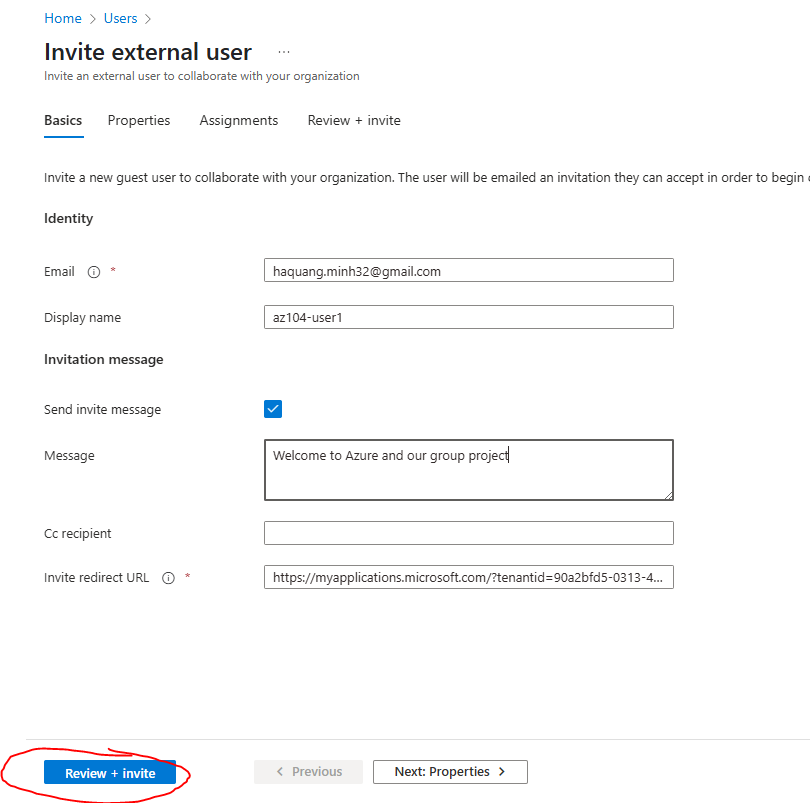 Home > Users >
Invite external user ...
Invite an external user to collaborate with your organization
Basics Properties Assignments Review + invite
Invite a new guest user to collaborate with your organization. The user will be emailed an invitation they can accept in order to begin
Identity
Email * haquang.minh32@gmail.com
Display name az104-user1
Invitation message
Send invite message
Message Welcome to Azure and our group project
Cc recipient
Invite redirect URL * https://myapplications.microsoft.com/?tenantid=90a2bfd5-0313-4...
Review + invite < Previous Next: Properties >